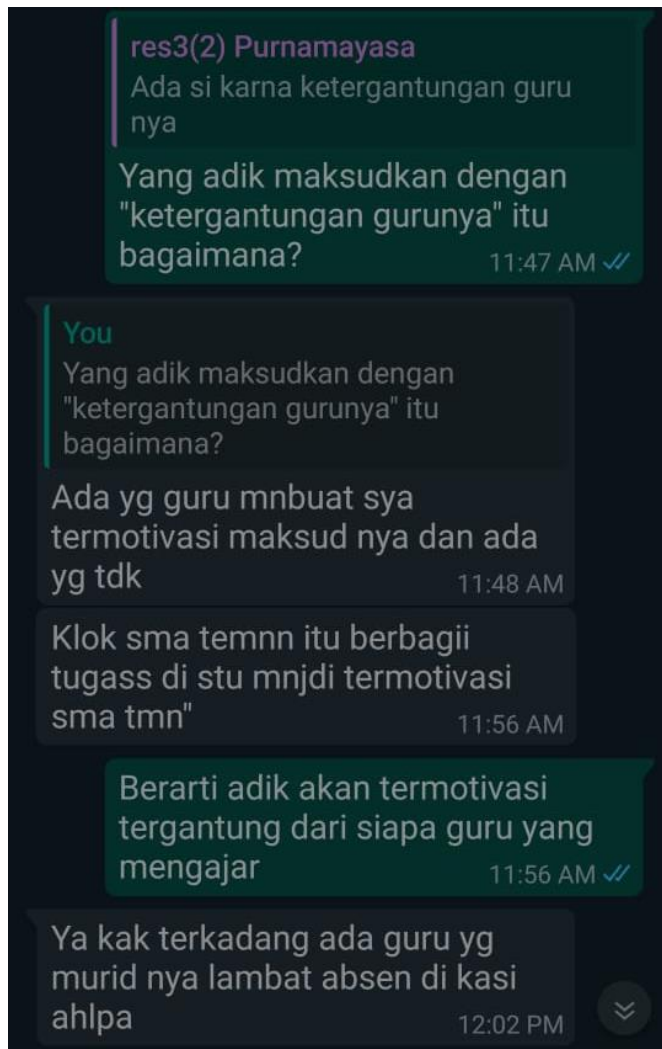 res3(2) Purnamayasa
Ada si karna ketergantungan guru
nya
Yang adik maksudkan dengan
"ketergantungan gurunya" itu
bagaimana?
11:47 AM
You
Yang adik maksudkan dengan
"ketergantungan gurunya" itu
bagaimana?
Ada yg guru mnbuat sya
termotivasi maksud nya dan ada
yg tdk
11:48 AM
Klok sma temnn itu berbagii
tugass di stu mnjdi termotivasi
sma tmn"
11:56 AM
Berarti adik akan termotivasi
tergantung dari siapa guru yang
mengajar
11:56 AM
Ya kak terkadang ada guru yg
murid nya lambat absen di kasi
ahlpa
12:02 PM